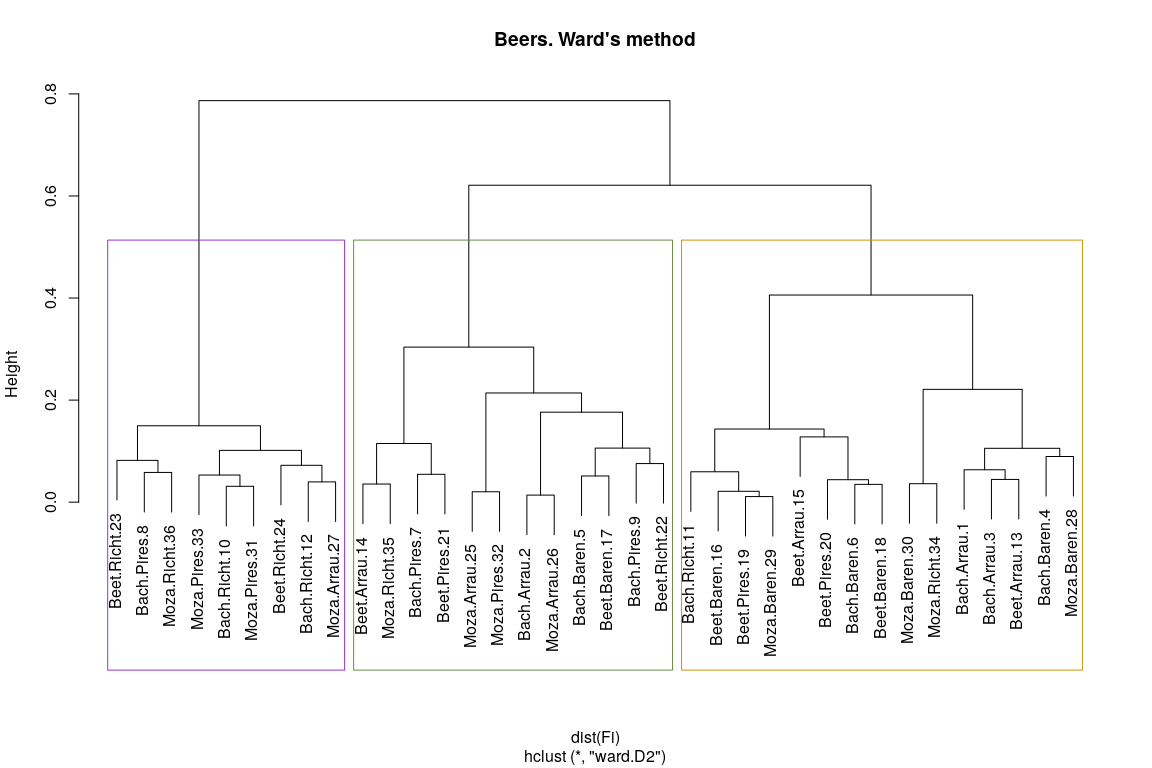 Beers. Ward's method
Height
0.0
0.2
0.4
0.6
0.8
Beet.Richt.23
Bach.Pires.8
Moza.Richt.36
Moza.Pires.33
Bach.Richt.10
Moza.Pires.31
Beet.Richt.24
Bach.Richt.12
Moza.Arrau.27
Beet.Arrau.14
Moza.Richt.35
Bach.Pires.7
Beet.Pires.21
Moza.Arrau.25
Moza.Pires.32
Bach.Arrau.2
Moza.Arrau.26
Bach.Baren.5
Beet.Baren.17
Bach.Pires.9
Beet.Richt.22
Bach.Richt.11
Beet.Baren.16
Beet.Pires.19
Moza.Baren.29
Beet.Arrau.15
Beet.Pires.20
Bach.Baren.6
Beet.Baren.18
Moza.Baren.30
Moza.Richt.34
Bach.Arrau.1
Bach.Arrau.3
Beet.Arrau.13
Bach.Baren.4
Moza.Baren.28
dist(Fi)
hclust (*, "ward.D2")